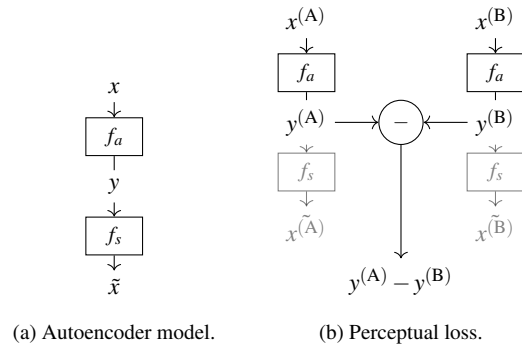 x^(A) x^(B)
x f_a f_a
f_a y^(A) − y^(B)
y f_s f_s
f_s x̃^(A) x̃^(B)
x̃ y^(A) − y^(B)
(a) Autoencoder model. (b) Perceptual loss.